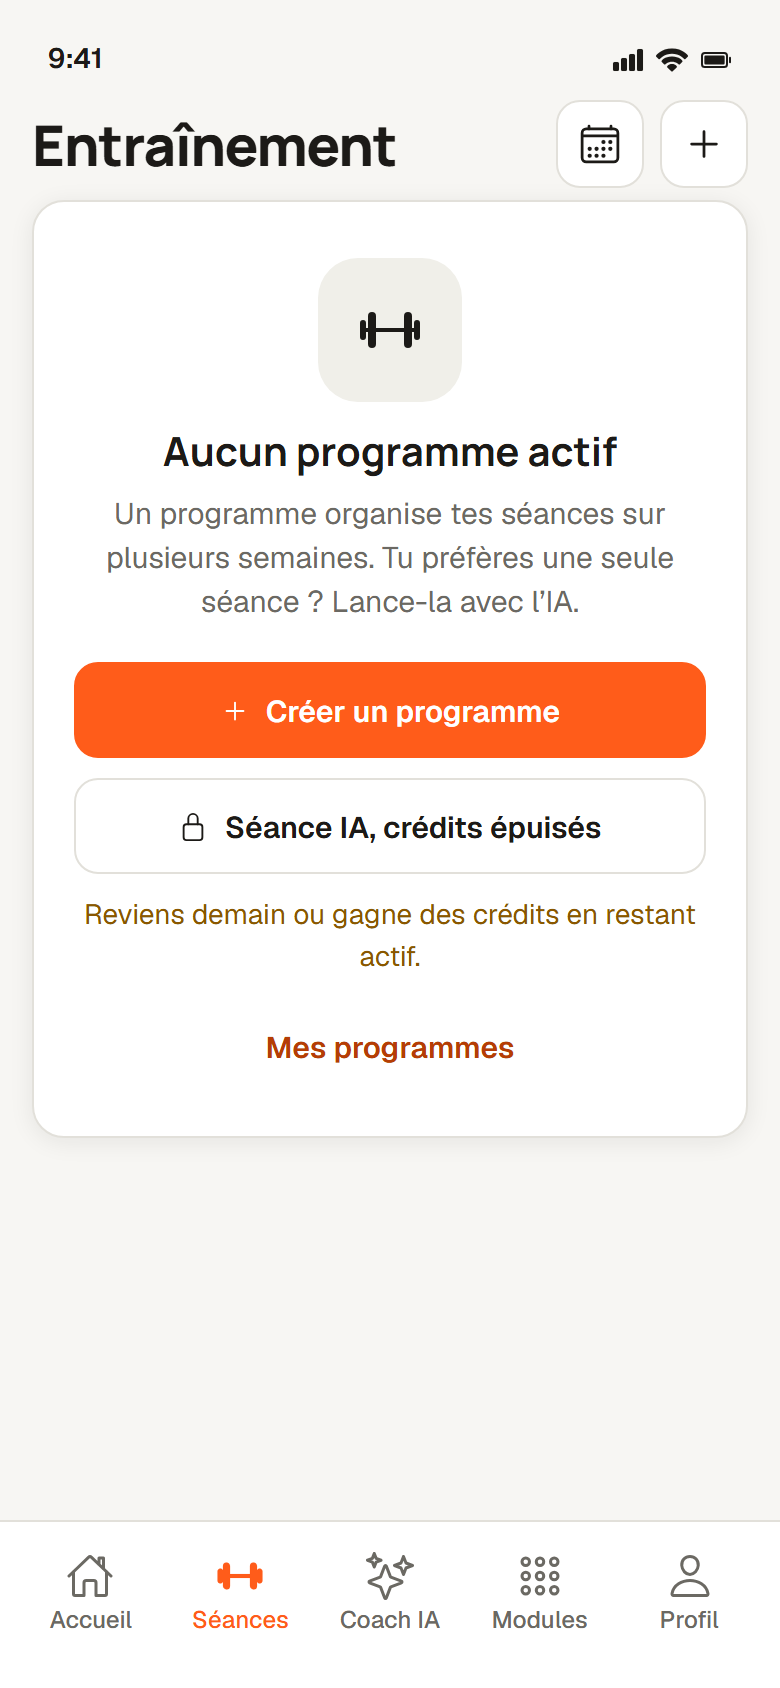 9:41
Entraînement
Aucun programme actif
Un programme organise tes séances sur
plusieurs semaines. Tu préfères une seule
séance ? Lance-la avec l’IA.
Créer un programme
Séance IA, crédits épuisés
Reviens demain ou gagne des crédits en restant
actif.
Mes programmes
Accueil
Séances
Coach IA
Modules
Profil